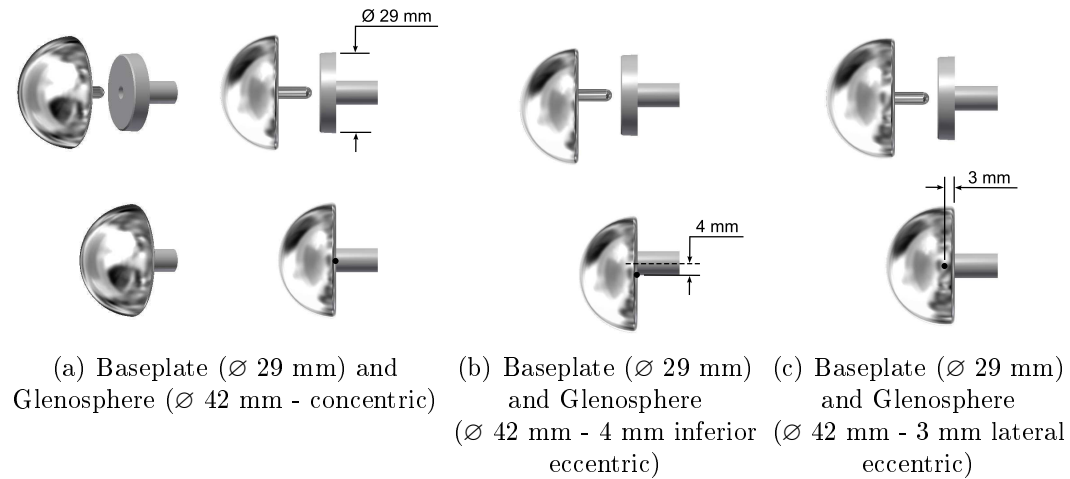 Ø 29 mm
4 mm
3 mm
(a) Baseplate (∅ 29 mm) and
Glenosphere (∅ 42 mm - concentric)
(b) Baseplate (∅ 29 mm)
and Glenosphere
(∅ 42 mm - 4 mm inferior
eccentric)
(c) Baseplate (∅ 29 mm)
and Glenosphere
(∅ 42 mm - 3 mm lateral
eccentric)